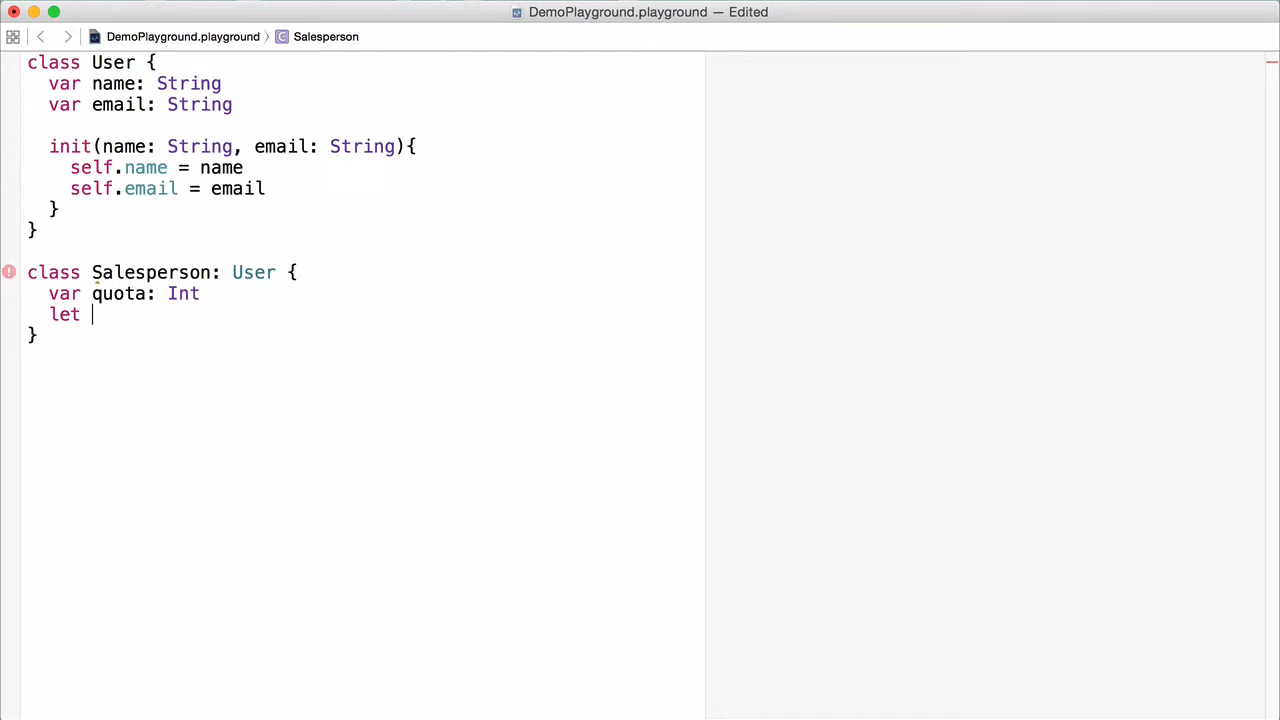 DemoPlayground.playground — Edited
DemoPlayground.playground 〉 Salesperson
class User {
  var name: String
  var email: String

  init(name: String, email: String){
    self.name = name
    self.email = email
  }
}

class Salesperson: User {
  var quota: Int
  let
}